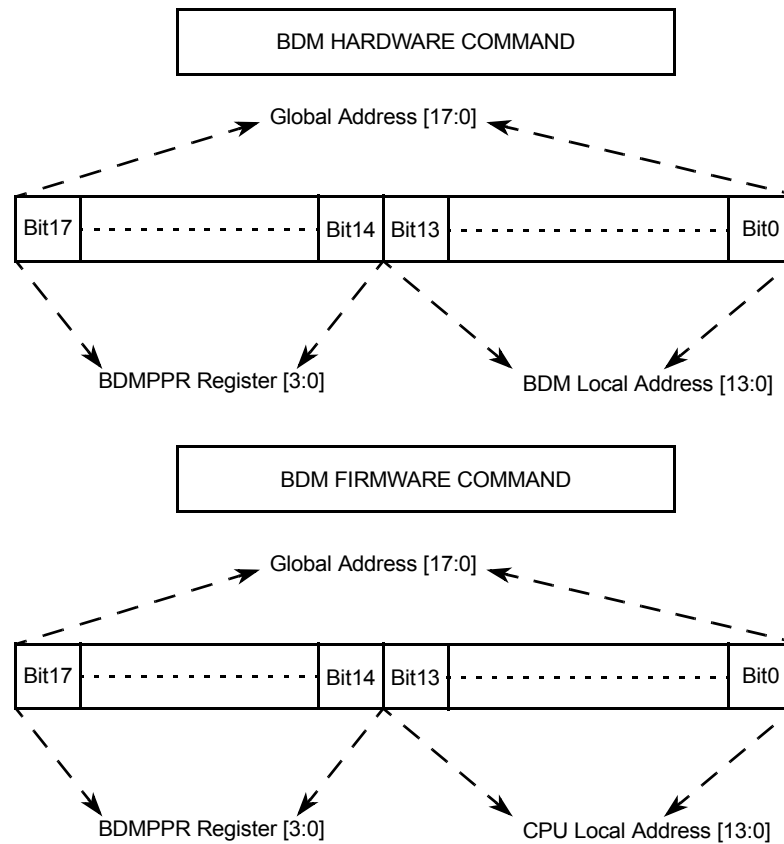 BDM HARDWARE COMMAND
Global Address [17:0]
Bit17
Bit14
Bit13
Bit0
BDMPPR Register [3:0]
BDM Local Address [13:0]
BDM FIRMWARE COMMAND
Global Address [17:0]
Bit17
Bit14
Bit13
Bit0
BDMPPR Register [3:0]
CPU Local Address [13:0]